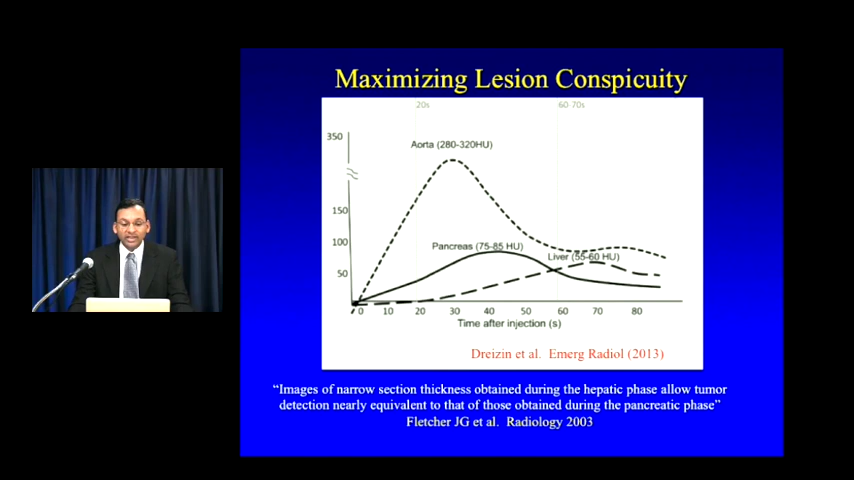 Maximizing Lesion Conspicuity
20s
60-70s
350
Aorta (280-320HU)
150
100
Pancreas (75-85 HU)
Liver (55-60 HU)
50
0 10 20 30 40 50 60 70 80
Time after injection (s)
Dreizin et al. Emerg Radiol (2013)
“Images of narrow section thickness obtained during the hepatic phase allow tumor
detection nearly equivalent to that of those obtained during the pancreatic phase”
Fletcher JG et al. Radiology 2003